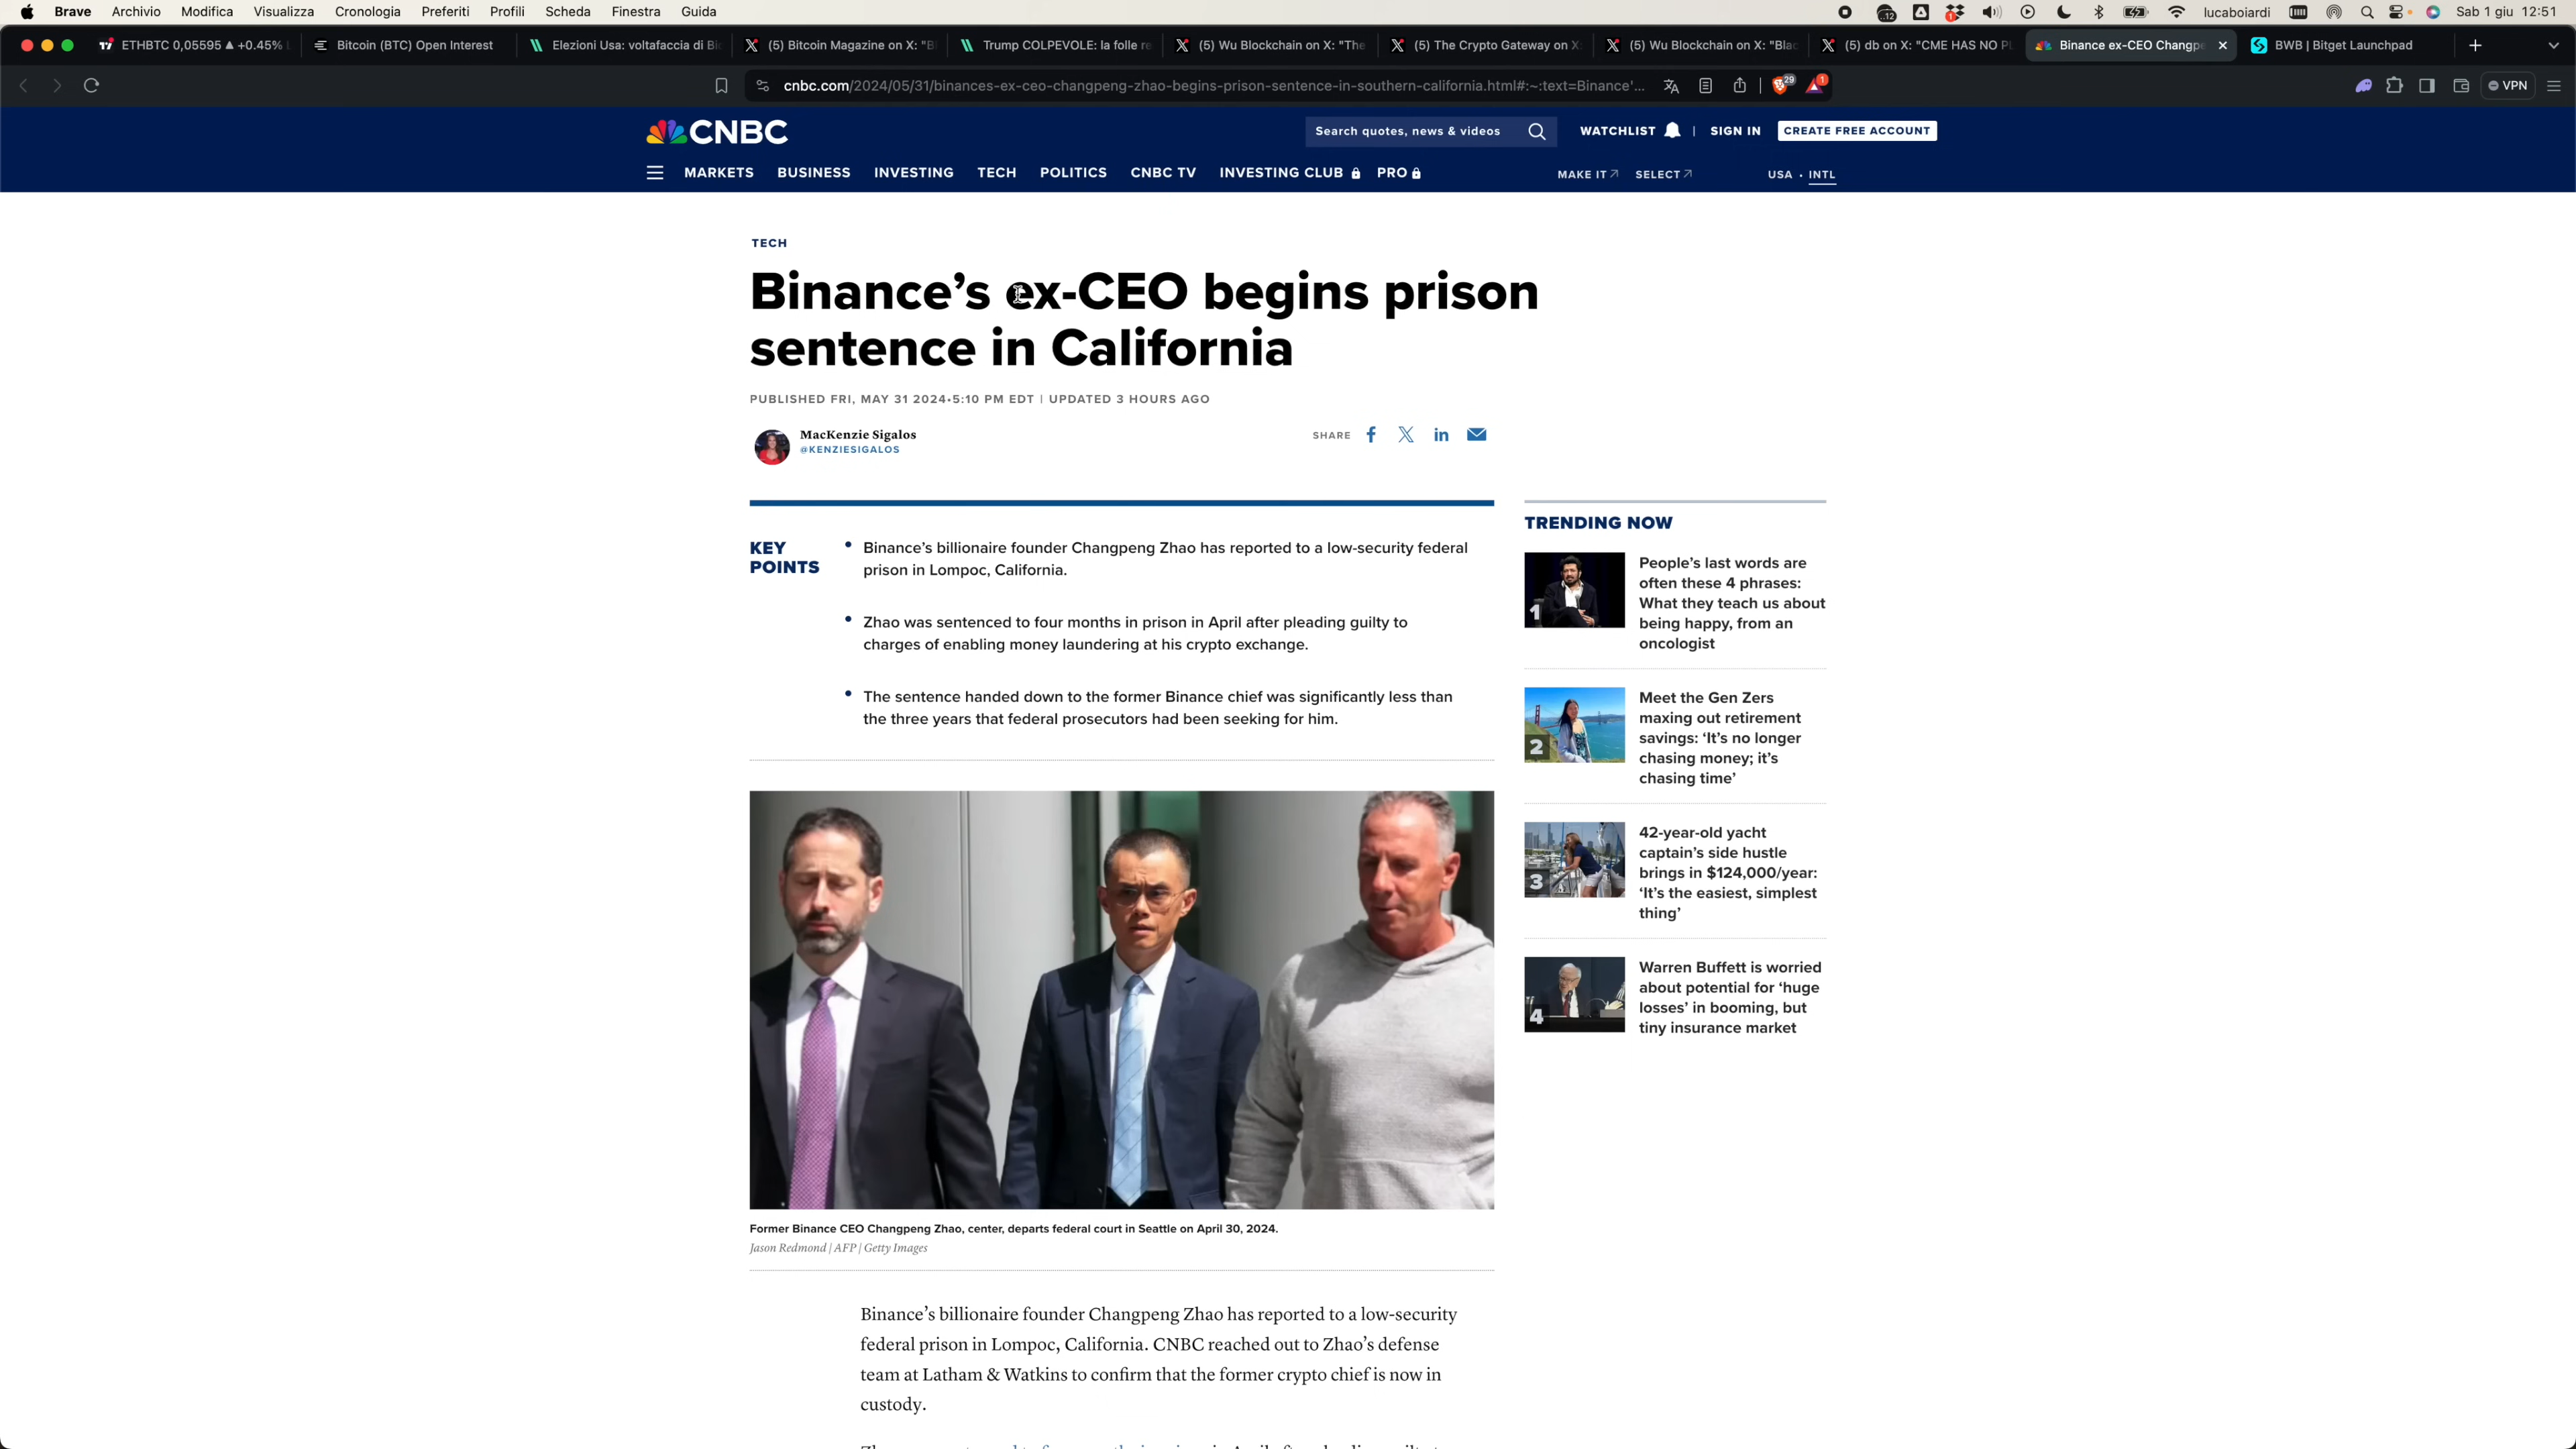 Brave Archivio Modifica Visualizza Cronologia Preferiti Profili Scheda Finestra Guida
lucaboiardi Sab 1 giu 12:51
ETHBTC 0,05595 ▲ +0.45%
Bitcoin (BTC) Open Interest
Elezioni Usa: voltafaccia di Bi
(5) Bitcoin Magazine on X: "B
Trump COLPEVOLE: la folle re
(5) Wu Blockchain on X: "The
(5) The Crypto Gateway on X
(5) Wu Blockchain on X: "Blac
(5) db on X: "CME HAS NO P
Binance ex-CEO Changpe
BWB | Bitget Launchpad
cnbc.com/2024/05/31/binances-ex-ceo-changpeng-zhao-begins-prison-sentence-in-southern-california.html#:~:text=Binance'...
29
1
VPN
CNBC
Search quotes, news & videos
WATCHLIST | SIGN IN CREATE FREE ACCOUNT
MARKETS BUSINESS INVESTING TECH POLITICS CNBC TV INVESTING CLUB PRO
MAKE IT SELECT USA • INTL
TECH
Binance’s ex-CEO begins prison
sentence in California
PUBLISHED FRI, MAY 31 2024•5:10 PM EDT | UPDATED 3 HOURS AGO
MacKenzie Sigalos
@KENZIESIGALOS
SHARE
KEY
POINTS
• Binance’s billionaire founder Changpeng Zhao has reported to a low-security federal
prison in Lompoc, California.
• Zhao was sentenced to four months in prison in April after pleading guilty to
charges of enabling money laundering at his crypto exchange.
• The sentence handed down to the former Binance chief was significantly less than
the three years that federal prosecutors had been seeking for him.
Former Binance CEO Changpeng Zhao, center, departs federal court in Seattle on April 30, 2024.
Jason Redmond | AFP | Getty Images
Binance’s billionaire founder Changpeng Zhao has reported to a low-security
federal prison in Lompoc, California. CNBC reached out to Zhao’s defense
team at Latham & Watkins to confirm that the former crypto chief is now in
custody.
TRENDING NOW
1
People’s last words are
often these 4 phrases:
What they teach us about
being happy, from an
oncologist
2
Meet the Gen Zers
maxing out retirement
savings: ‘It’s no longer
chasing money; it’s
chasing time’
3
42-year-old yacht
captain’s side hustle
brings in $124,000/year:
‘It’s the easiest, simplest
thing’
4
Warren Buffett is worried
about potential for ‘huge
losses’ in booming, but
tiny insurance market